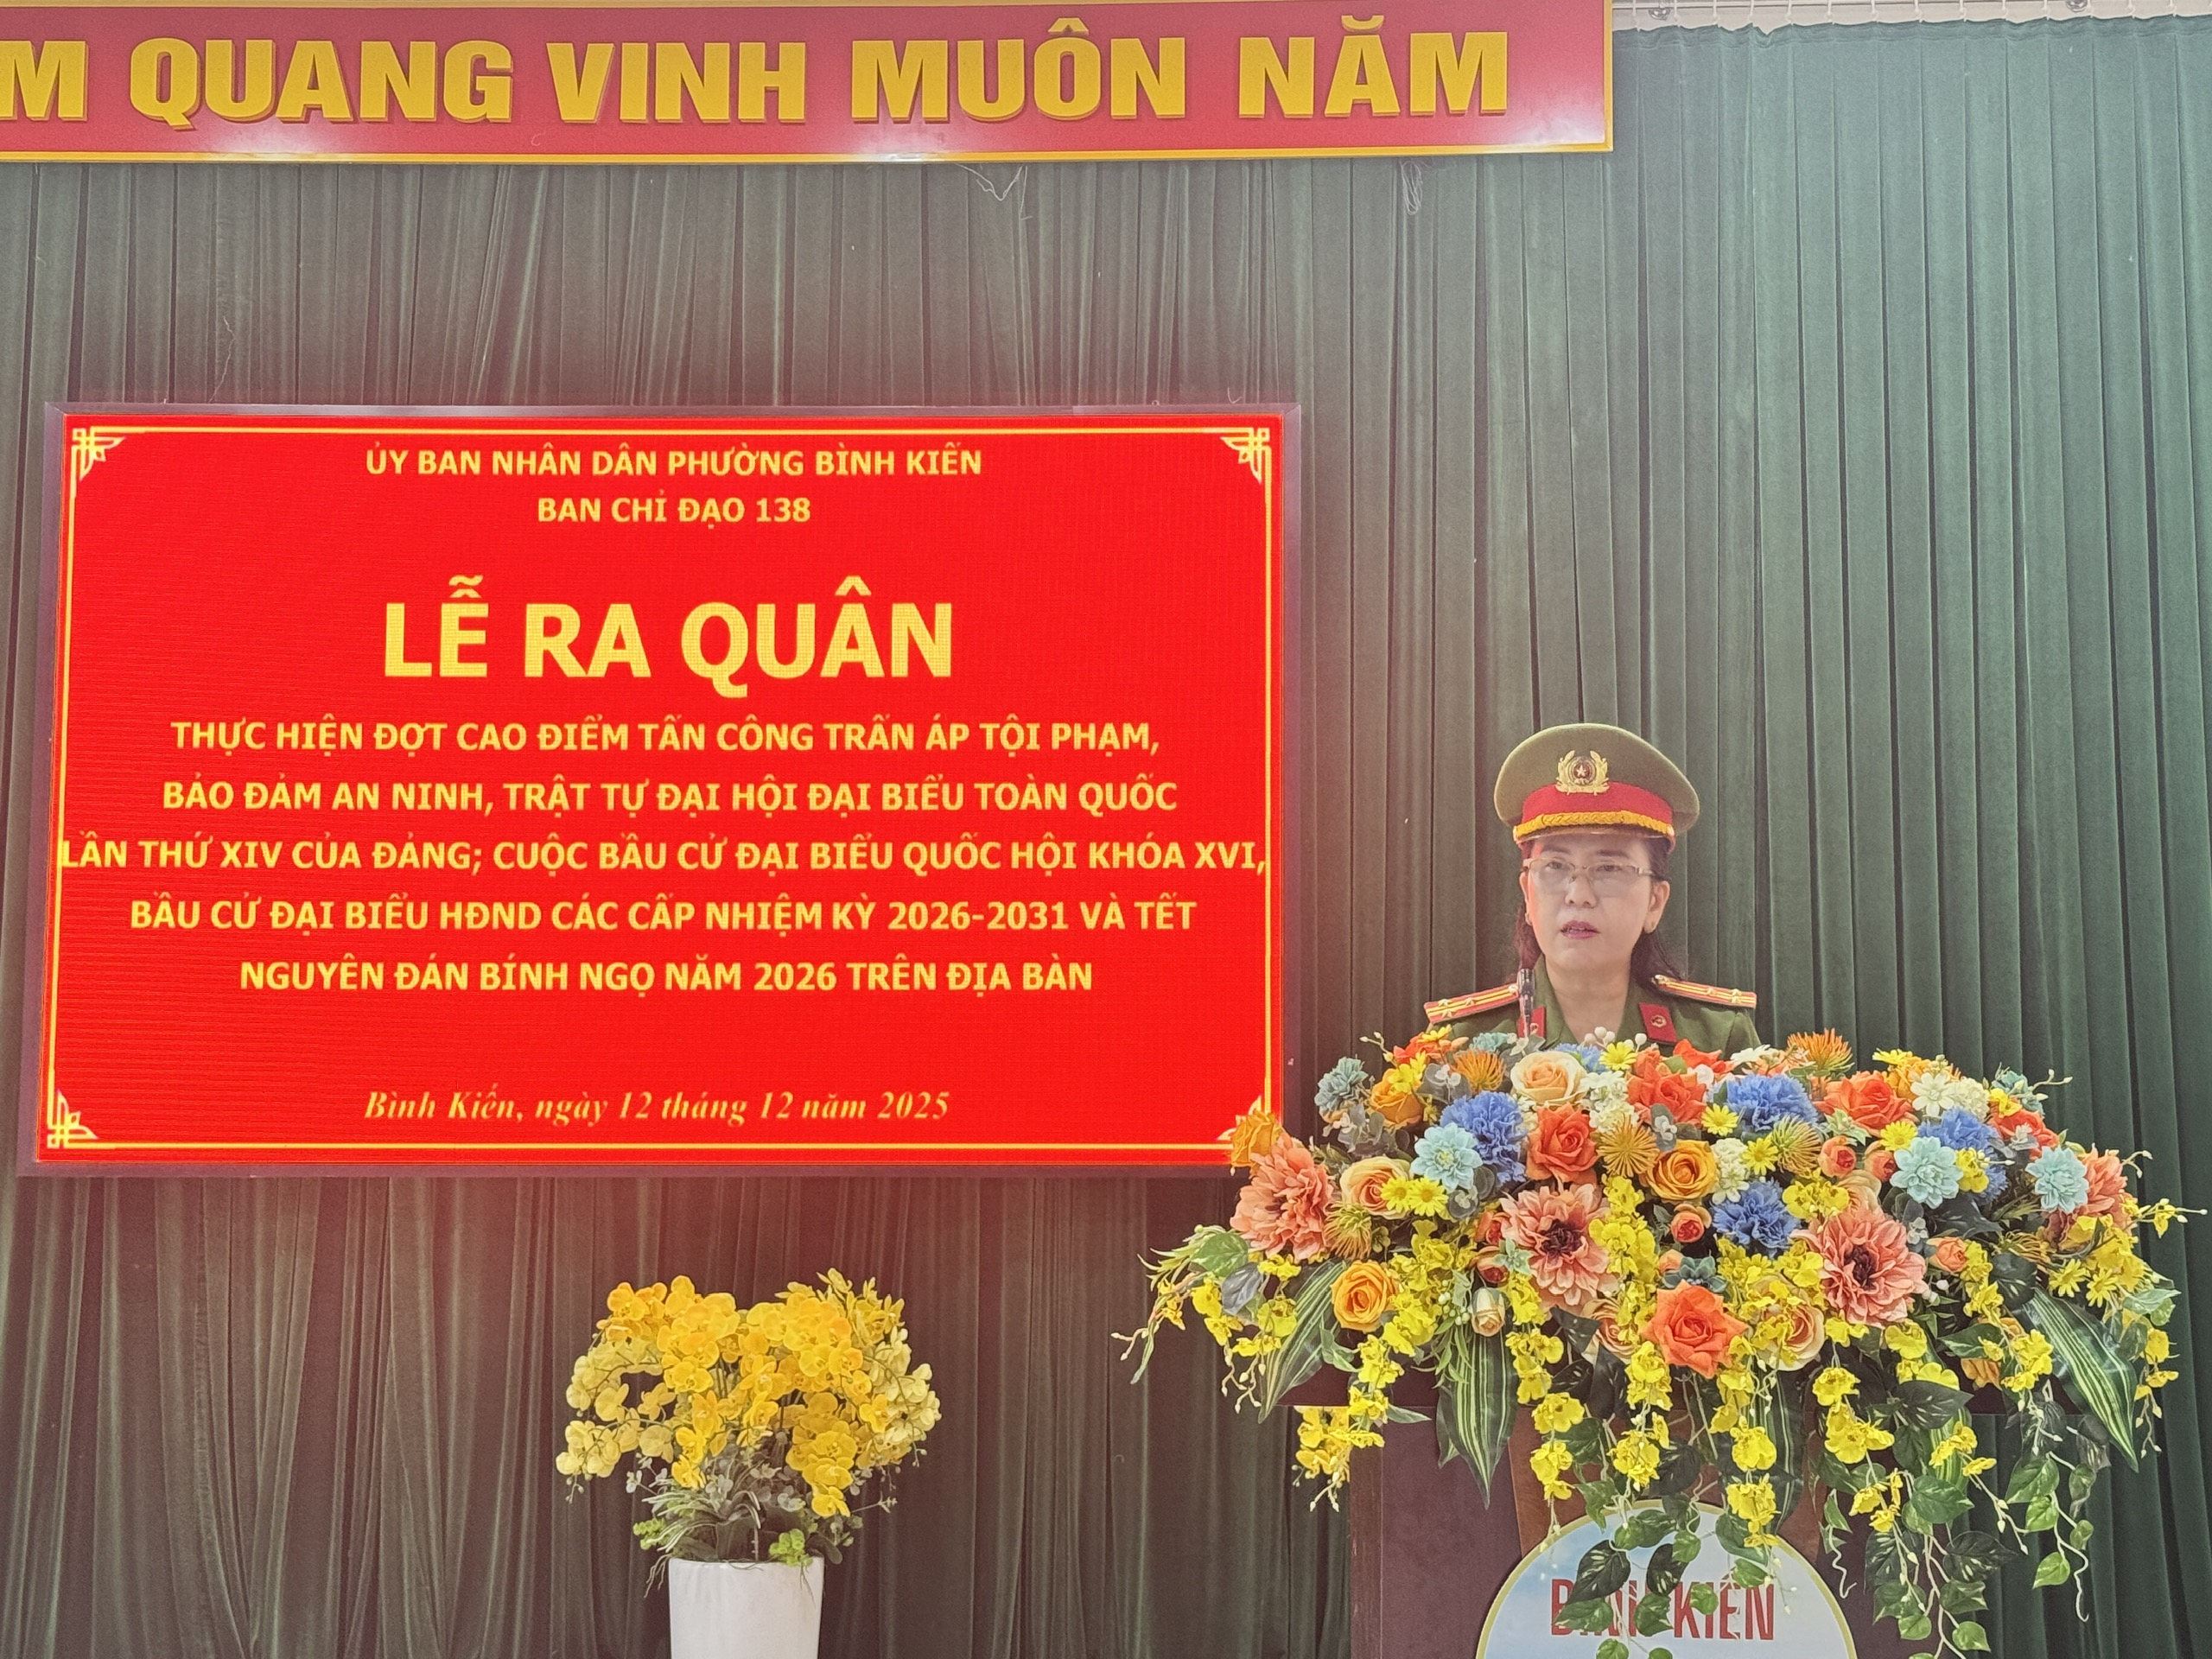 M QUANG VINH MUÔN NĂM
ỦY BAN NHÂN DÂN PHƯỜNG BÌNH KIẾN
BAN CHỈ ĐẠO 138
LỄ RA QUÂN
THỰC HIỆN ĐỢT CAO ĐIỂM TẤN CÔNG TRẤN ÁP TỘI PHẠM,
BẢO ĐẢM AN NINH, TRẬT TỰ ĐẠI HỘI ĐẠI BIỂU TOÀN QUỐC
LẦN THỨ XIV CỦA ĐẢNG; CUỘC BẦU CỬ ĐẠI BIỂU QUỐC HỘI KHÓA XVI,
BẦU CỬ ĐẠI BIỂU HĐND CÁC CẤP NHIỆM KỲ 2026-2031 VÀ TẾT
NGUYÊN ĐÁN BÍNH NGỌ NĂM 2026 TRÊN ĐỊA BÀN
Bình Kiến, ngày 12 tháng 12 năm 2025
BÌNH KIẾN